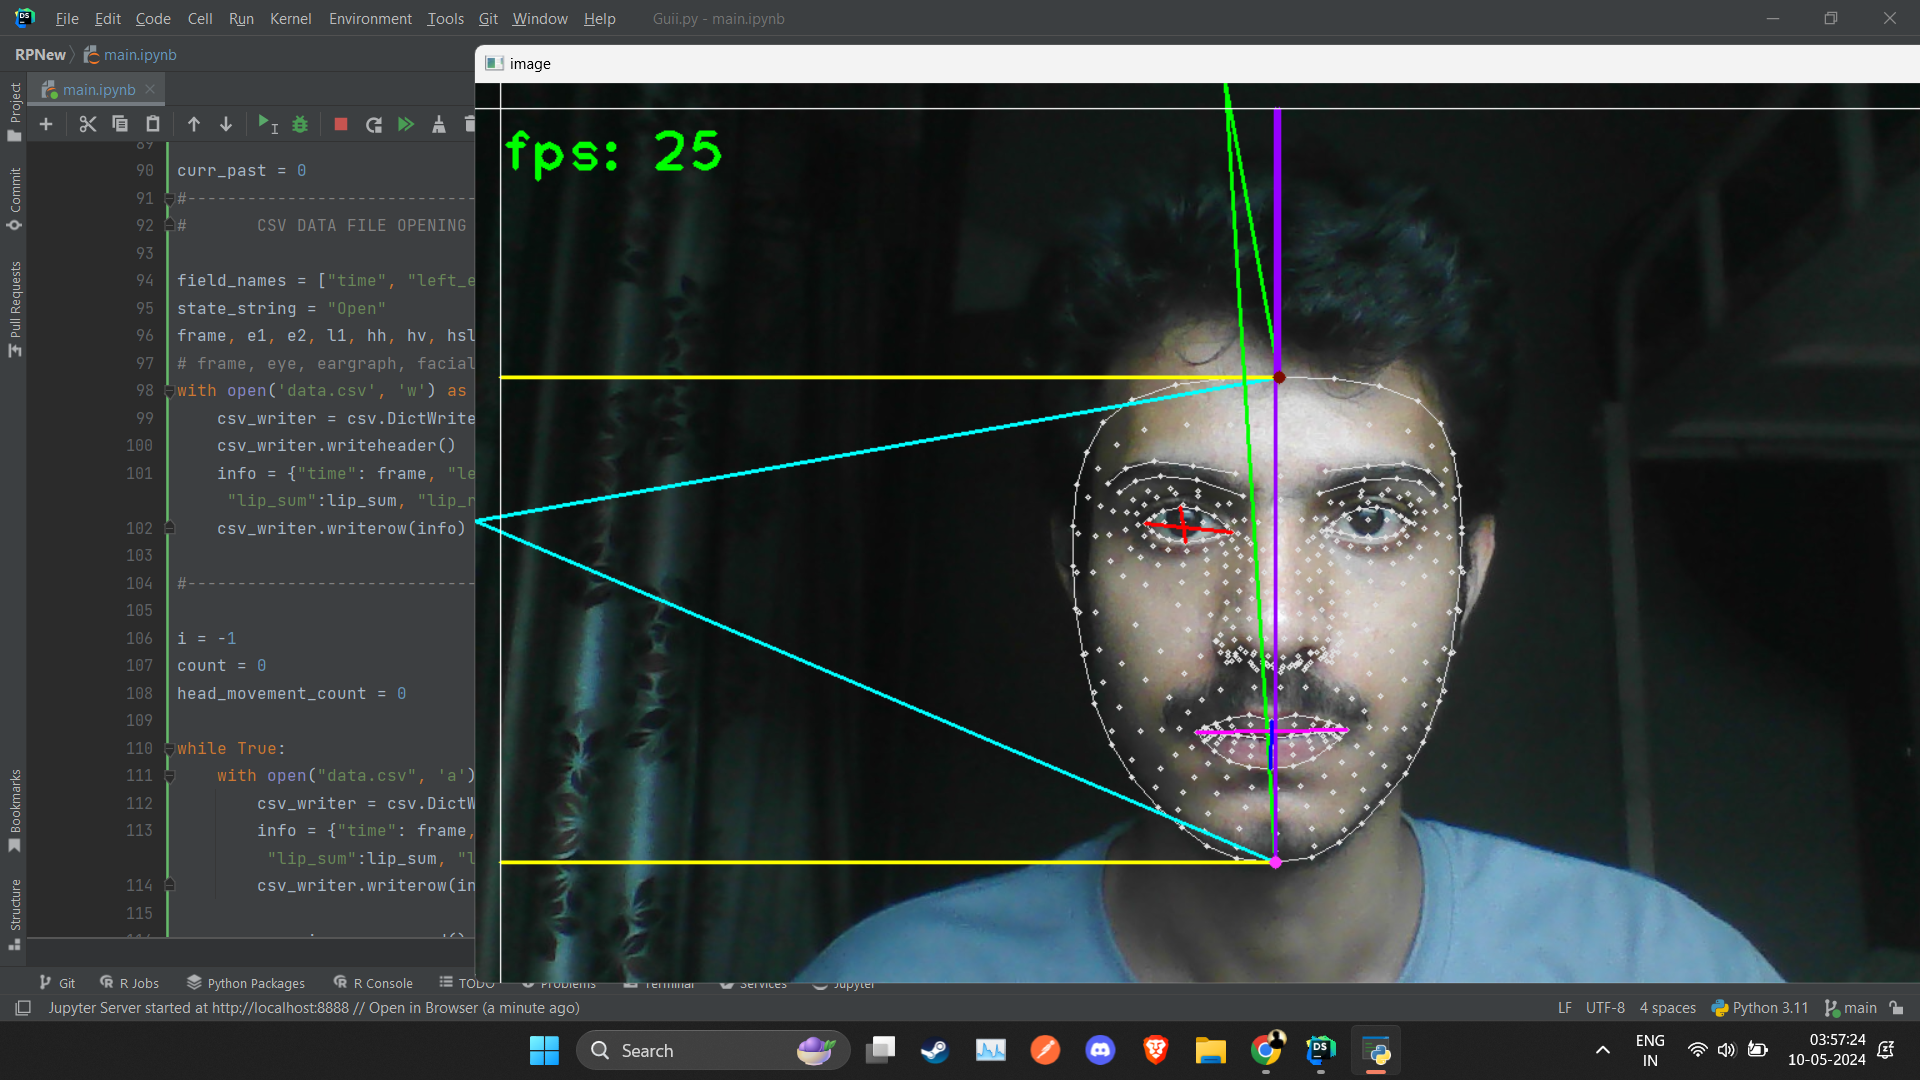 File Edit Code Cell Run Kernel Environment Tools Git Window Help Guii.py - main.ipynb
RPNew main.ipynb
main.ipynb
image
fps: 25
Project
Commit
Pull Requests
Bookmarks
Structure
89
90 curr_past = 0
91 #-----------------------------
92 # CSV DATA FILE OPENING
93
94 field_names = ["time", "left_e
95 state_string = "Open"
96 frame, e1, e2, l1, hh, hv, hsl
97 # frame, eye, eargraph, facial
98 with open('data.csv', 'w') as
99 csv_writer = csv.DictWrite
100 csv_writer.writeheader()
101 info = {"time": frame, "le
"lip_sum":lip_sum, "lip_r
102 csv_writer.writerow(info)
103
104 #-----------------------------
105
106 i = -1
107 count = 0
108 head_movement_count = 0
109
110 while True:
111 with open("data.csv", 'a')
112 csv_writer = csv.DictW
113 info = {"time": frame,
"lip_sum":lip_sum, "l
114 csv_writer.writerow(in
115
Git R Jobs Python Packages R Console TODO Problems Terminal Services Jupyter
Jupyter Server started at http://localhost:8888 // Open in Browser (a minute ago) LF UTF-8 4 spaces Python 3.11 main
Search
ENG
IN
03:57:24
10-05-2024